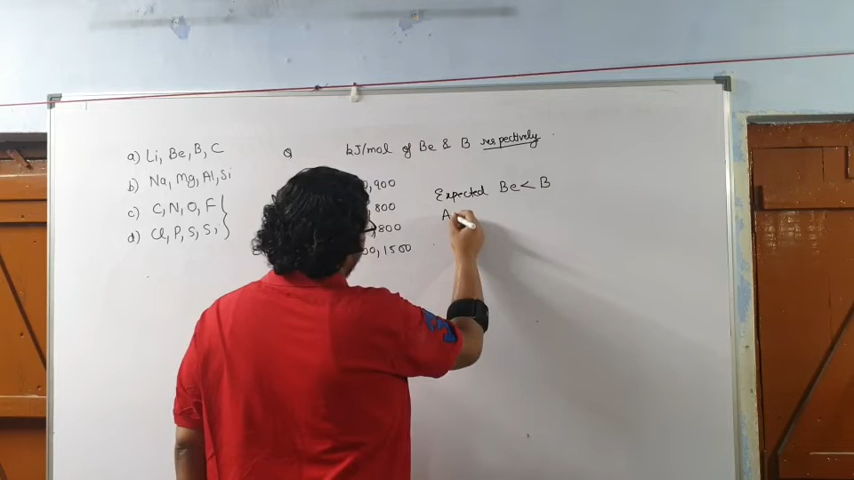 a) Li, Be, B, C
b) Na, Mg, Al, Si
c) C, N, O, F
d) Cl, P, S, Si
Q kJ/mol of Be & B respectively
,900
800
,800
00,1500
Expected Be < B
A